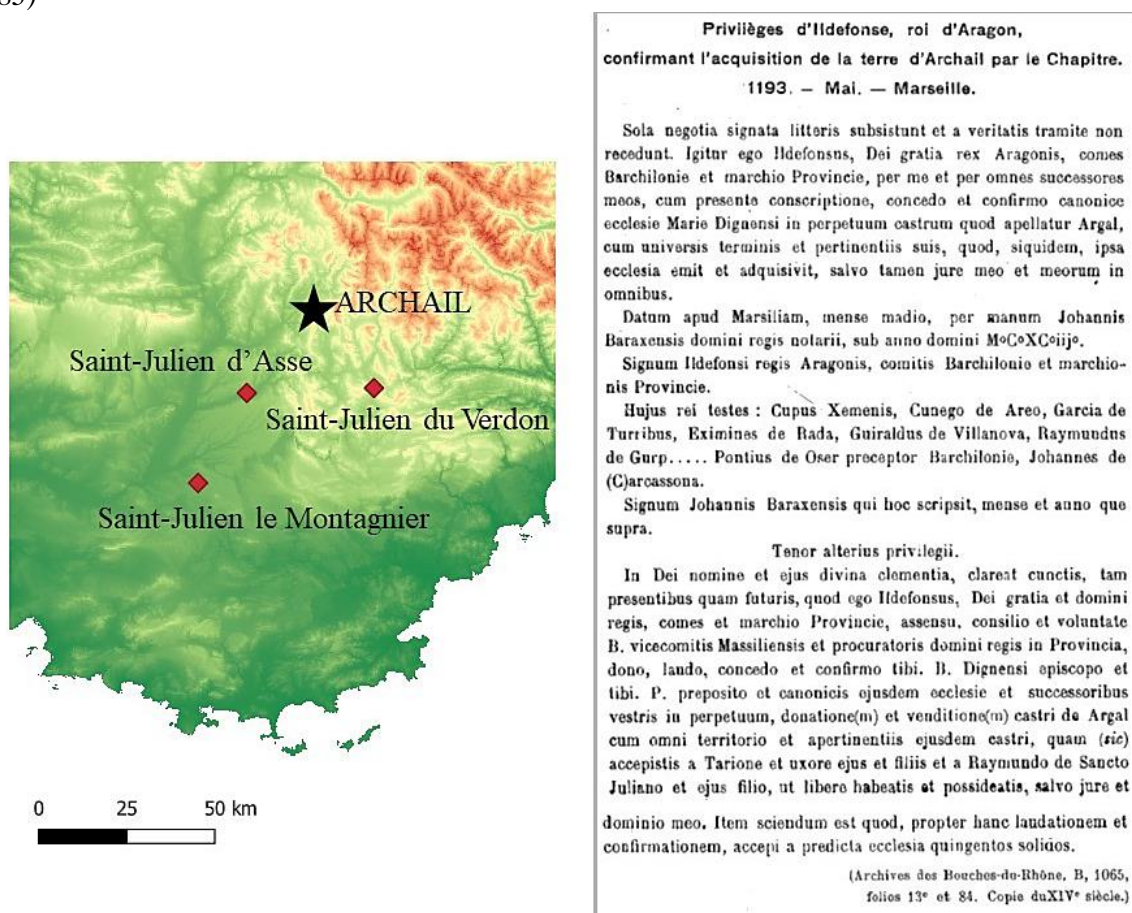 85)
ARCHAIL
Saint-Julien d'Asse
Saint-Julien du Verdon
Saint-Julien le Montagnier
0 25 50 km
Priviièges d'Ildefonse, roi d'Aragon,
confirmant l'acquisition de la terre d'Archail par le Chapitre.
1193. — Mai. — Marseille.
Sola negotia signata litteris subsistunt et a veritatis tramite non
recedunt. Igitur ego Ildefonsus, Dei gratia rex Aragonis, comes
Barchilonie et marchio Provincie, per me et per omnes successores
meos, cum presente conscriptione, concedo et confirmo canonice
ecclesie Marie Dignensi in perpetuum castrum quod apellatur Argal,
cum universis terminis et pertinentiis suis, quod, siquidem, ipsa
ecclesia emit et adquisivit, salvo tamen jure meo et meorum in
omnibus.
Datum apud Marsiliam, mense madio, per manum Johannis
Baraxensis domini regis notarii, sub anno domini MºCºXCºiijº.
Signum Ildefonsi regis Aragonis, comitis Barchilonie et marchio-
nis Provincie.
Hujus rei testes : Cupus Xemenis, Cunego de Areo, Garcia de
Turribus, Eximines de Rada, Guiraldus de Villanova, Raymundus
de Gurp..... Pontius de Oser preceptor Barchilonie, Johannes de
(C)arcassona.
Signum Johannis Baraxensis qui hoc scripsit, mense et anno que
supra.
Tenor alterius privilegii.
In Dei nomine et ejus divina clementia, clareat cunctis, tam
presentibus quam futuris, quod ego Ildefonsus, Dei gratia et domini
regis, comes et marchio Provincie, assensu, consilio et voluntate
B. vicecomitis Massiliensis et procuratoris domini regis in Provincia,
dono, laudo, concedo et confirmo tibi. B. Dignensi episcopo et
tibi. P. preposito et canonicis ejusdem ecclesie et successoribus
vestris in perpetuum, donatione(m) et venditione(m) castri de Argal
cum omni territorio et apertinentiis ejusdem castri, quam (sic)
accepistis a Tarione et uxore ejus et filiis et a Raymundo de Sancto
Juliano et ejus filio, ut libere habeatis et possideatis, salvo jure et
dominio meo. Item sciendum est quod, propter hanc laudationem et
confirmationem, accepi a predicta ecclesia quingentos solidos.
(Archives des Bouches-du-Rhône, B, 1065,
folios 13ᵉ et 84. Copie duXIVᵉ siècle.)